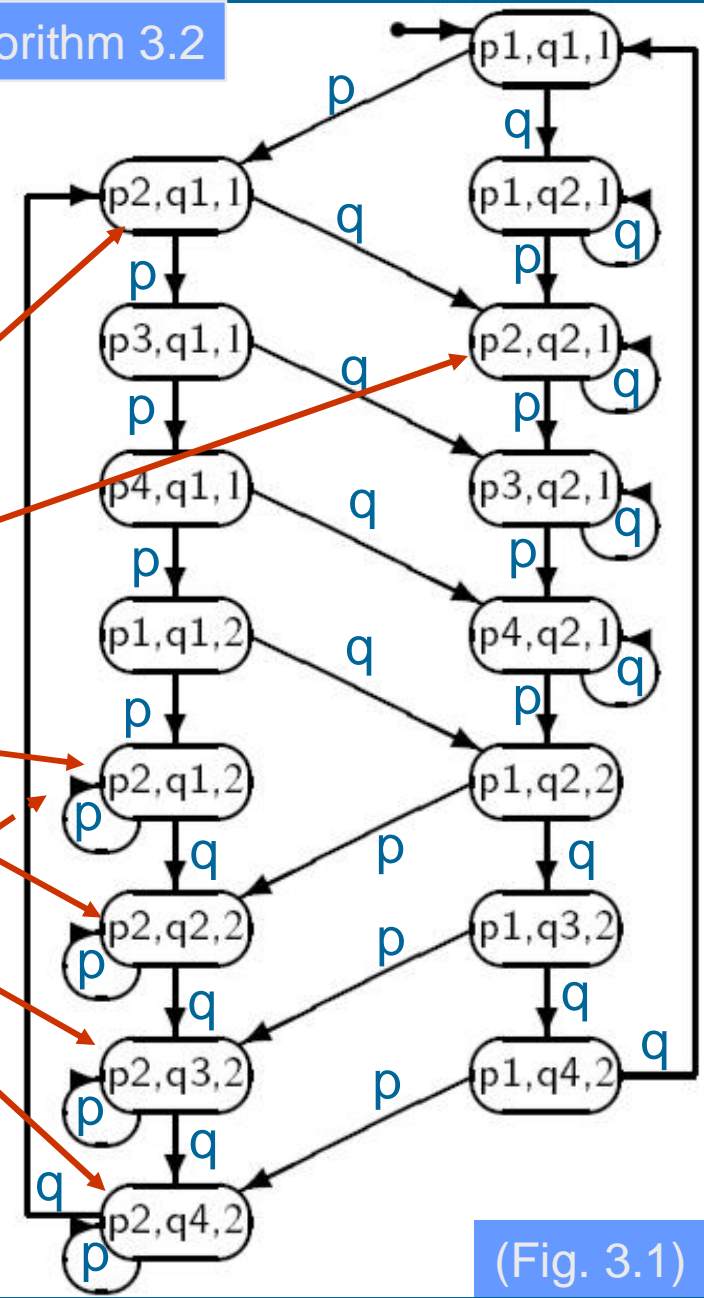 orithm 3.2
p1,q1,1
p
q
p2,q1,1
p1,q2,1
q
q
p
p
p3,q1,1
p2,q2,1
q
q
p
p
p4,q1,1
p3,q2,1
q
q
p
p
p1,q1,2
p4,q2,1
q
q
p
p
p2,q1,2
p1,q2,2
p
q
p
q
p2,q2,2
p1,q3,2
p
p
q
q
p2,q3,2
p1,q4,2
q
p
p
q
p2,q4,2
q
p
(Fig. 3.1)